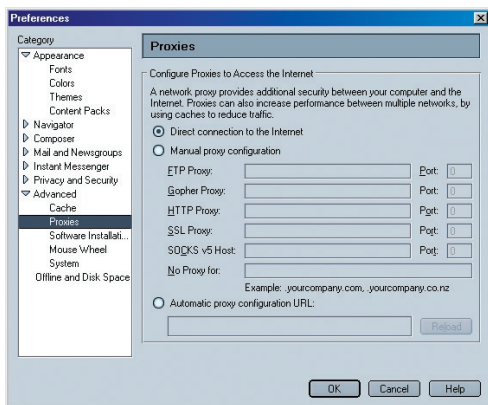 Preferences
Category
Appearance
Fonts
Colors
Themes
Content Packs
Navigator
Composer
Mail and Newsgroups
Instant Messenger
Privacy and Security
Advanced
Cache
Proxies
Software Installati...
Mouse Wheel
System
Offline and Disk Space
Proxies
Configure Proxies to Access the Internet
A network proxy provides additional security between your computer and the
Internet. Proxies can also increase performance between multiple networks, by
using caches to reduce traffic.
Direct connection to the Internet
Manual proxy configuration
FTP Proxy: Port: 0
Gopher Proxy: Port: 0
HTTP Proxy: Port: 0
SSL Proxy: Port: 0
SOCKS v5 Host: Port: 0
No Proxy for:
Example: .yourcompany.com, .yourcompany.co.nz
Automatic proxy configuration URL:
Reload
OK Cancel Help